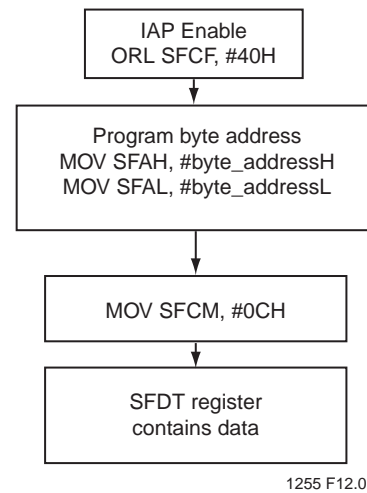 IAP Enable
ORL SFCF, #40H
Program byte address
MOV SFAH, #byte_addressH
MOV SFAL, #byte_addressL
MOV SFCM, #0CH
SFDT register
contains data
1255 F12.0